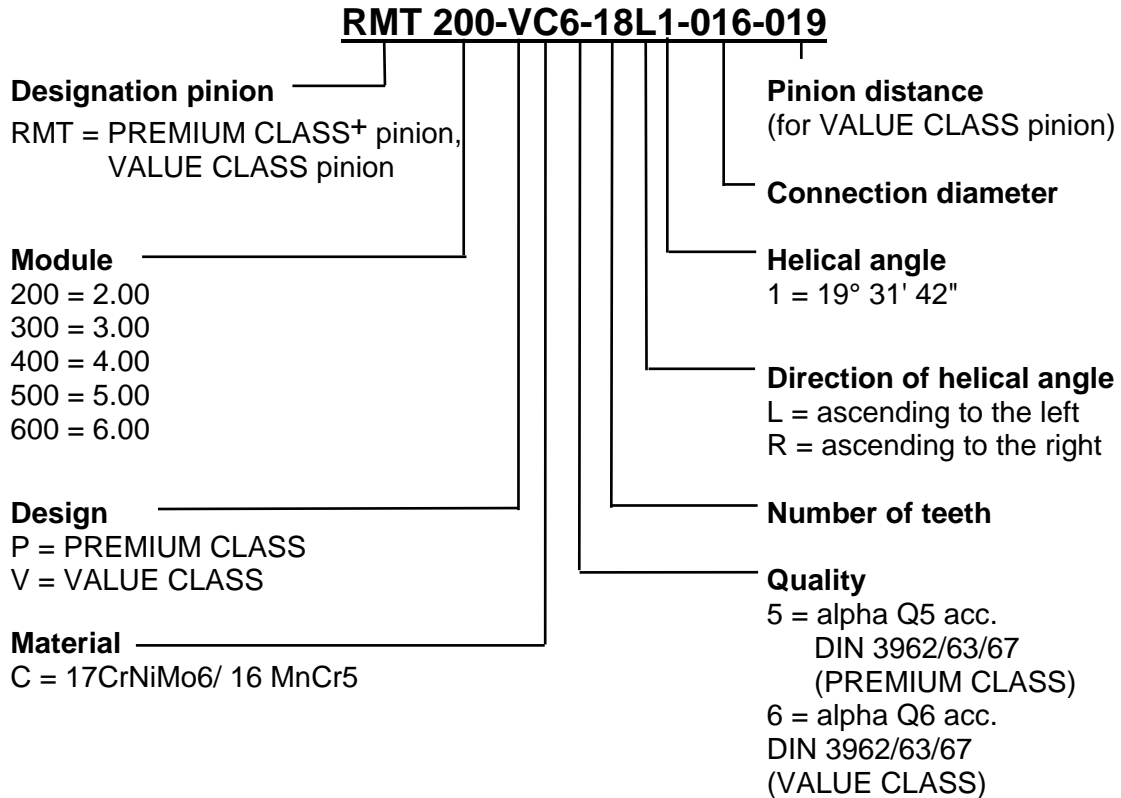 RMT 200-VC6-18L1-016-019
Designation pinion
RMT = PREMIUM CLASS+ pinion,
VALUE CLASS pinion
Module
200 = 2.00
300 = 3.00
400 = 4.00
500 = 5.00
600 = 6.00
Design
P = PREMIUM CLASS
V = VALUE CLASS
Material
C = 17CrNiMo6/ 16 MnCr5
Pinion distance
(for VALUE CLASS pinion)
Connection diameter
Helical angle
1 = 19° 31' 42"
Direction of helical angle
L = ascending to the left
R = ascending to the right
Number of teeth
Quality
5 = alpha Q5 acc.
DIN 3962/63/67
(PREMIUM CLASS)
6 = alpha Q6 acc.
DIN 3962/63/67
(VALUE CLASS)